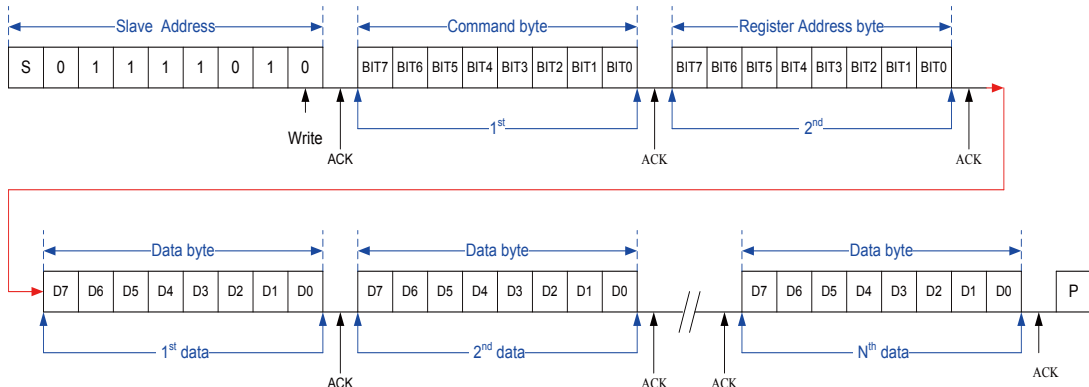 Slave Address Command byte Register Address byte
S 0 1 1 1 1 0 1 0 BIT7 BIT6 BIT5 BIT4 BIT3 BIT2 BIT1 BIT0 BIT7 BIT6 BIT5 BIT4 BIT3 BIT2 BIT1 BIT0
Write ACK 1st ACK 2nd ACK
Data byte Data byte Data byte
D7 D6 D5 D4 D3 D2 D1 D0 D7 D6 D5 D4 D3 D2 D1 D0 D7 D6 D5 D4 D3 D2 D1 D0 P
1st data 2nd data Nth data
ACK ACK ACK ACK